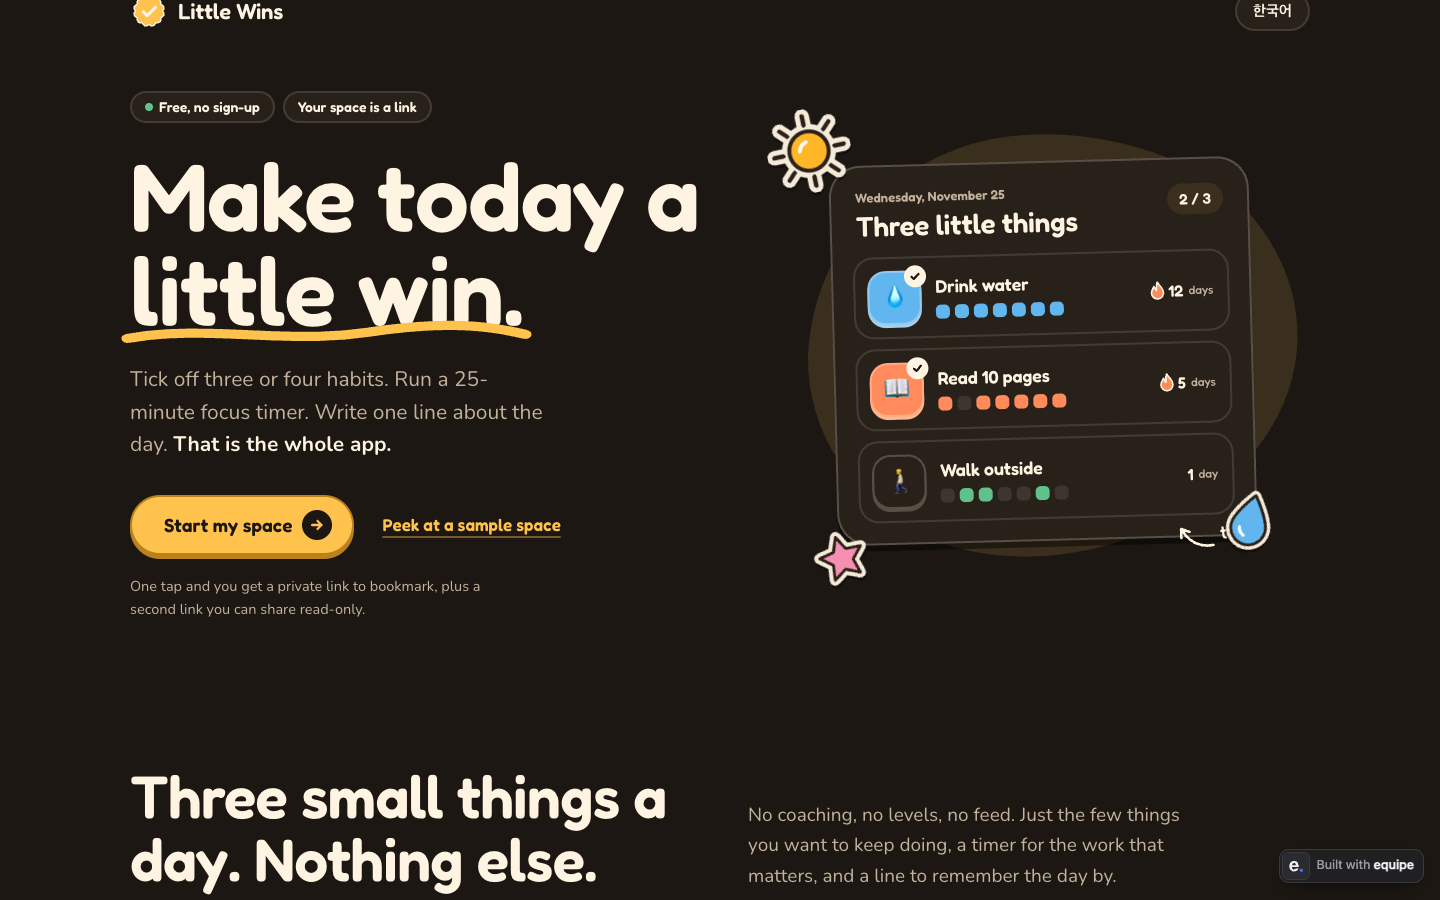 Little Wins
한국어
Free, no sign-up
Your space is a link
Make today a
little win.
Tick off three or four habits. Run a 25-
minute focus timer. Write one line about the
day. That is the whole app.
Start my space
Peek at a sample space
One tap and you get a private link to bookmark, plus a
second link you can share read-only.
Wednesday, November 25
Three little things
2 / 3
Drink water
12 days
Read 10 pages
5 days
Walk outside
1 day
Three small things a
day. Nothing else.
No coaching, no levels, no feed. Just the few things
you want to keep doing, a timer for the work that
matters, and a line to remember the day by.
e. Built with equipe